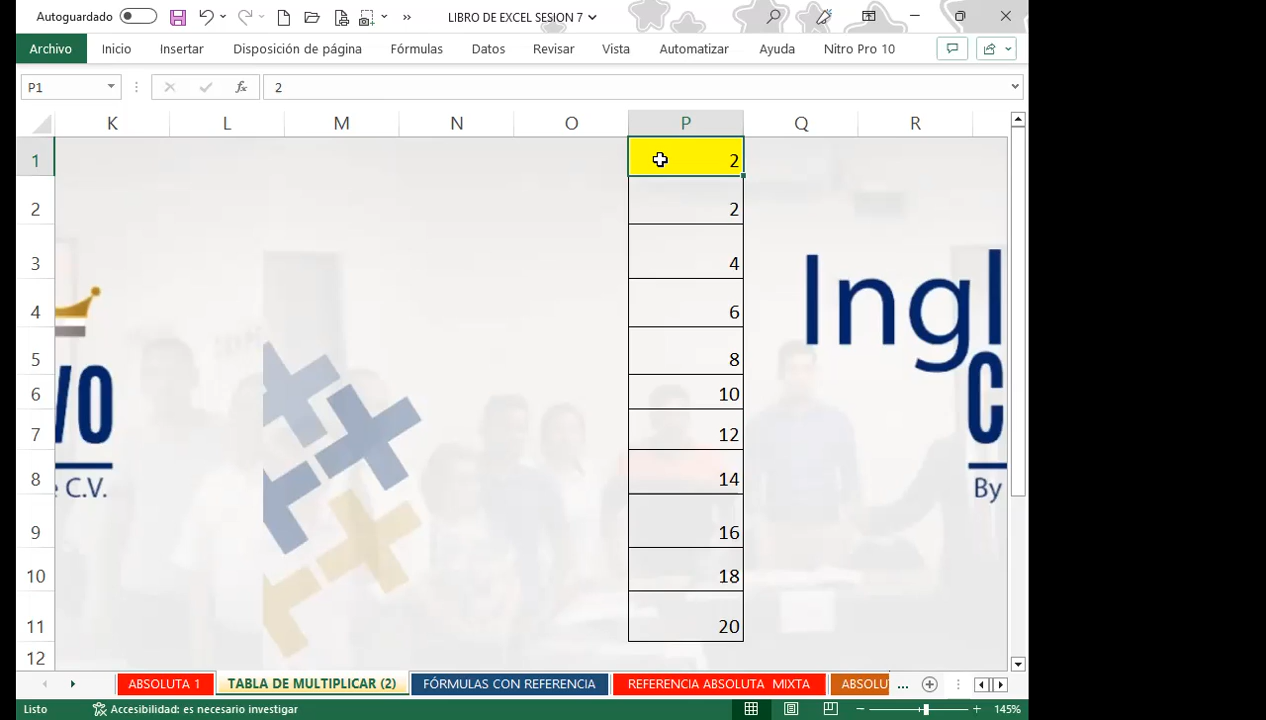 Autoguardado
LIBRO DE EXCEL SESION 7
Archivo Inicio Insertar Disposición de página Fórmulas Datos Revisar Vista Automatizar Ayuda Nitro Pro 10
P1 fx 2
K L M N O P Q R
1 2
2 2
3 4
4 6
5 8
6 10
7 12
8 14
9 16
10 18
11 20
12
Ingl
VO C
e C.V. By
ABSOLUTA 1 TABLA DE MULTIPLICAR (2) FÓRMULAS CON REFERENCIA REFERENCIA ABSOLUTA MIXTA ABSOLU ...
Listo Accesibilidad: es necesario investigar 145%